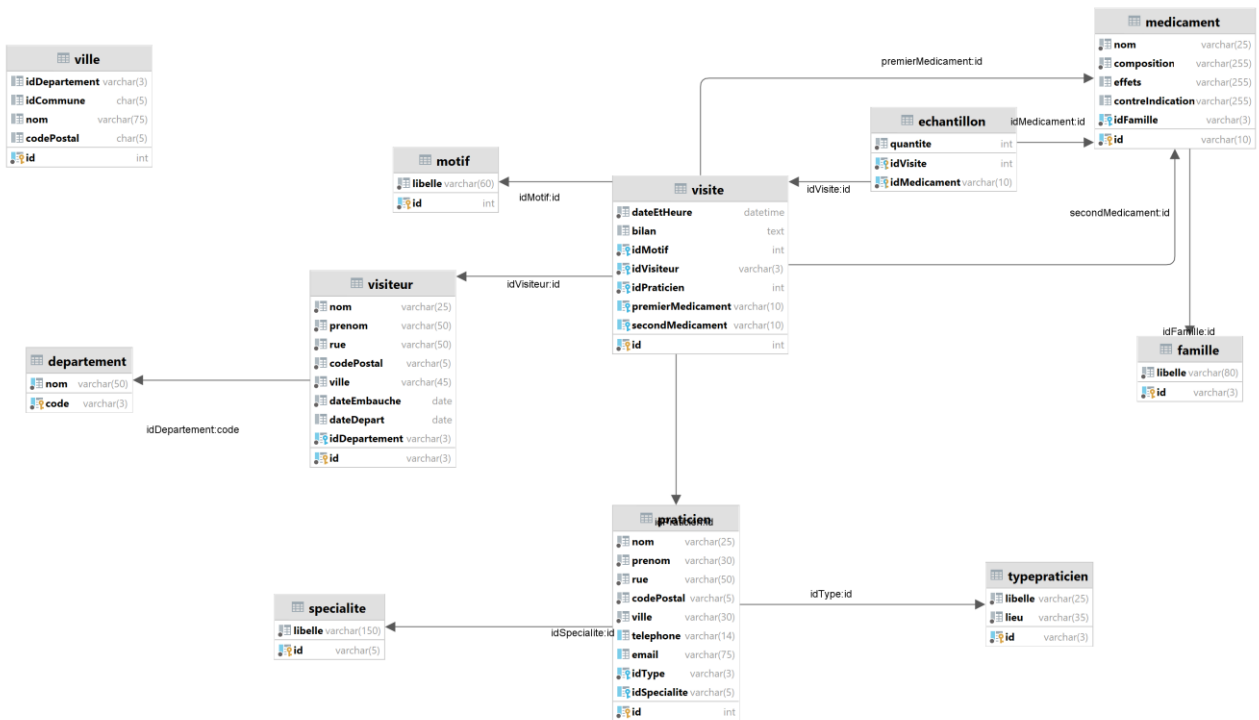 medicament
nom varchar(25)
composition varchar(255)
effets varchar(255)
contreIndication varchar(255)
idFamille varchar(3)
id varchar(10)
ville
idDepartement varchar(3)
idCommune char(5)
nom varchar(75)
codePostal char(5)
id int
premierMedicament:id
echantillon
quantite int
idVisite int
idMedicament varchar(10)
idMedicament:id
motif
libelle varchar(60)
id int
idMotif:id
visite
dateEtHeure datetime
bilan text
idMotif int
idVisiteur varchar(3)
idPraticien int
premierMedicament varchar(10)
secondMedicament varchar(10)
id int
idVisite:id
secondMedicament:id
visiteur
nom varchar(25)
prenom varchar(50)
rue varchar(50)
codePostal varchar(5)
ville varchar(45)
dateEmbauche date
dateDepart date
idDepartement varchar(3)
id varchar(3)
idVisiteur:id
idFamille:id
famille
libelle varchar(80)
id varchar(3)
departement
nom varchar(50)
code varchar(3)
idDepartement:code
praticien
nom varchar(25)
prenom varchar(30)
rue varchar(50)
codePostal varchar(5)
ville varchar(30)
telephone varchar(14)
email varchar(75)
idType varchar(3)
idSpecialite varchar(5)
id int
idType:id
typepraticien
libelle varchar(25)
lieu varchar(35)
id varchar(3)
specialite
libelle varchar(150)
id varchar(5)
idSpecialite:id